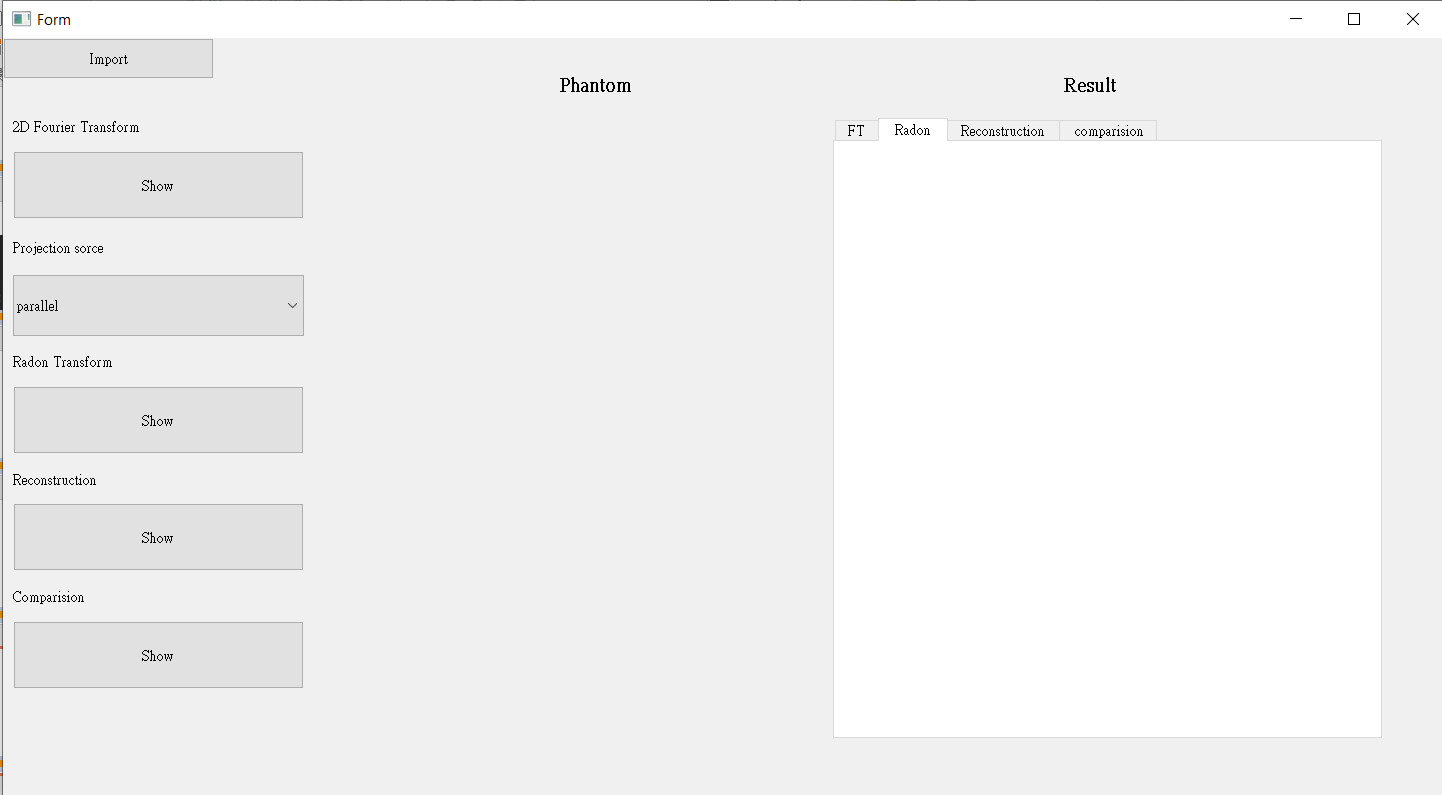 Form
Import
Phantom
Result
2D Fourier Transform
Show
Projection sorce
parallel
Radon Transform
Show
Reconstruction
Show
Comparision
Show
FT
Radon
Reconstruction
comparision